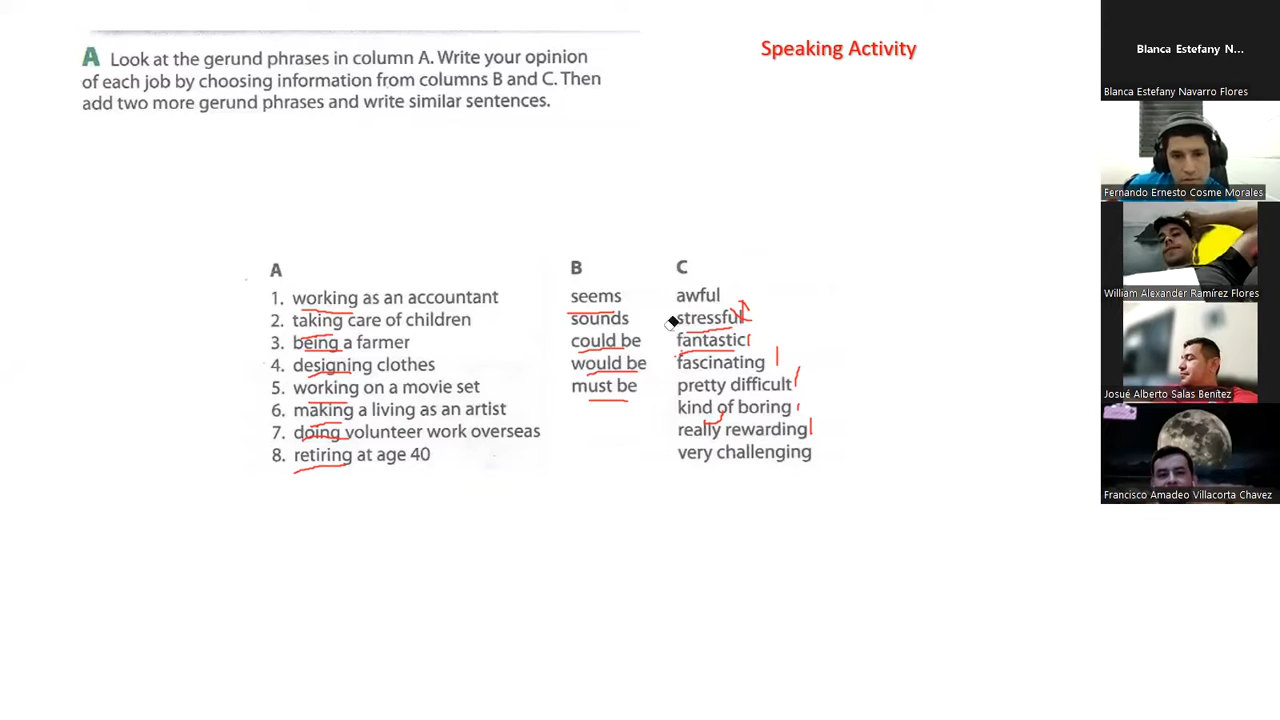 Speaking Activity
A Look at the gerund phrases in column A. Write your opinion
of each job by choosing information from columns B and C. Then
add two more gerund phrases and write similar sentences.
A
1. working as an accountant
2. taking care of children
3. being a farmer
4. designing clothes
5. working on a movie set
6. making a living as an artist
7. doing volunteer work overseas
8. retiring at age 40
B
seems
sounds
could be
would be
must be
C
awful
stressful
fantastic
fascinating
pretty difficult
kind of boring
really rewarding
very challenging
Blanca Estefany N...
Blanca Estefany Navarro Flores
Fernando Ernesto Cosme Morales
William Alexander Ramírez Flores
Josué Alberto Salas Benítez
Francisco Amadeo Villacorta Chavez